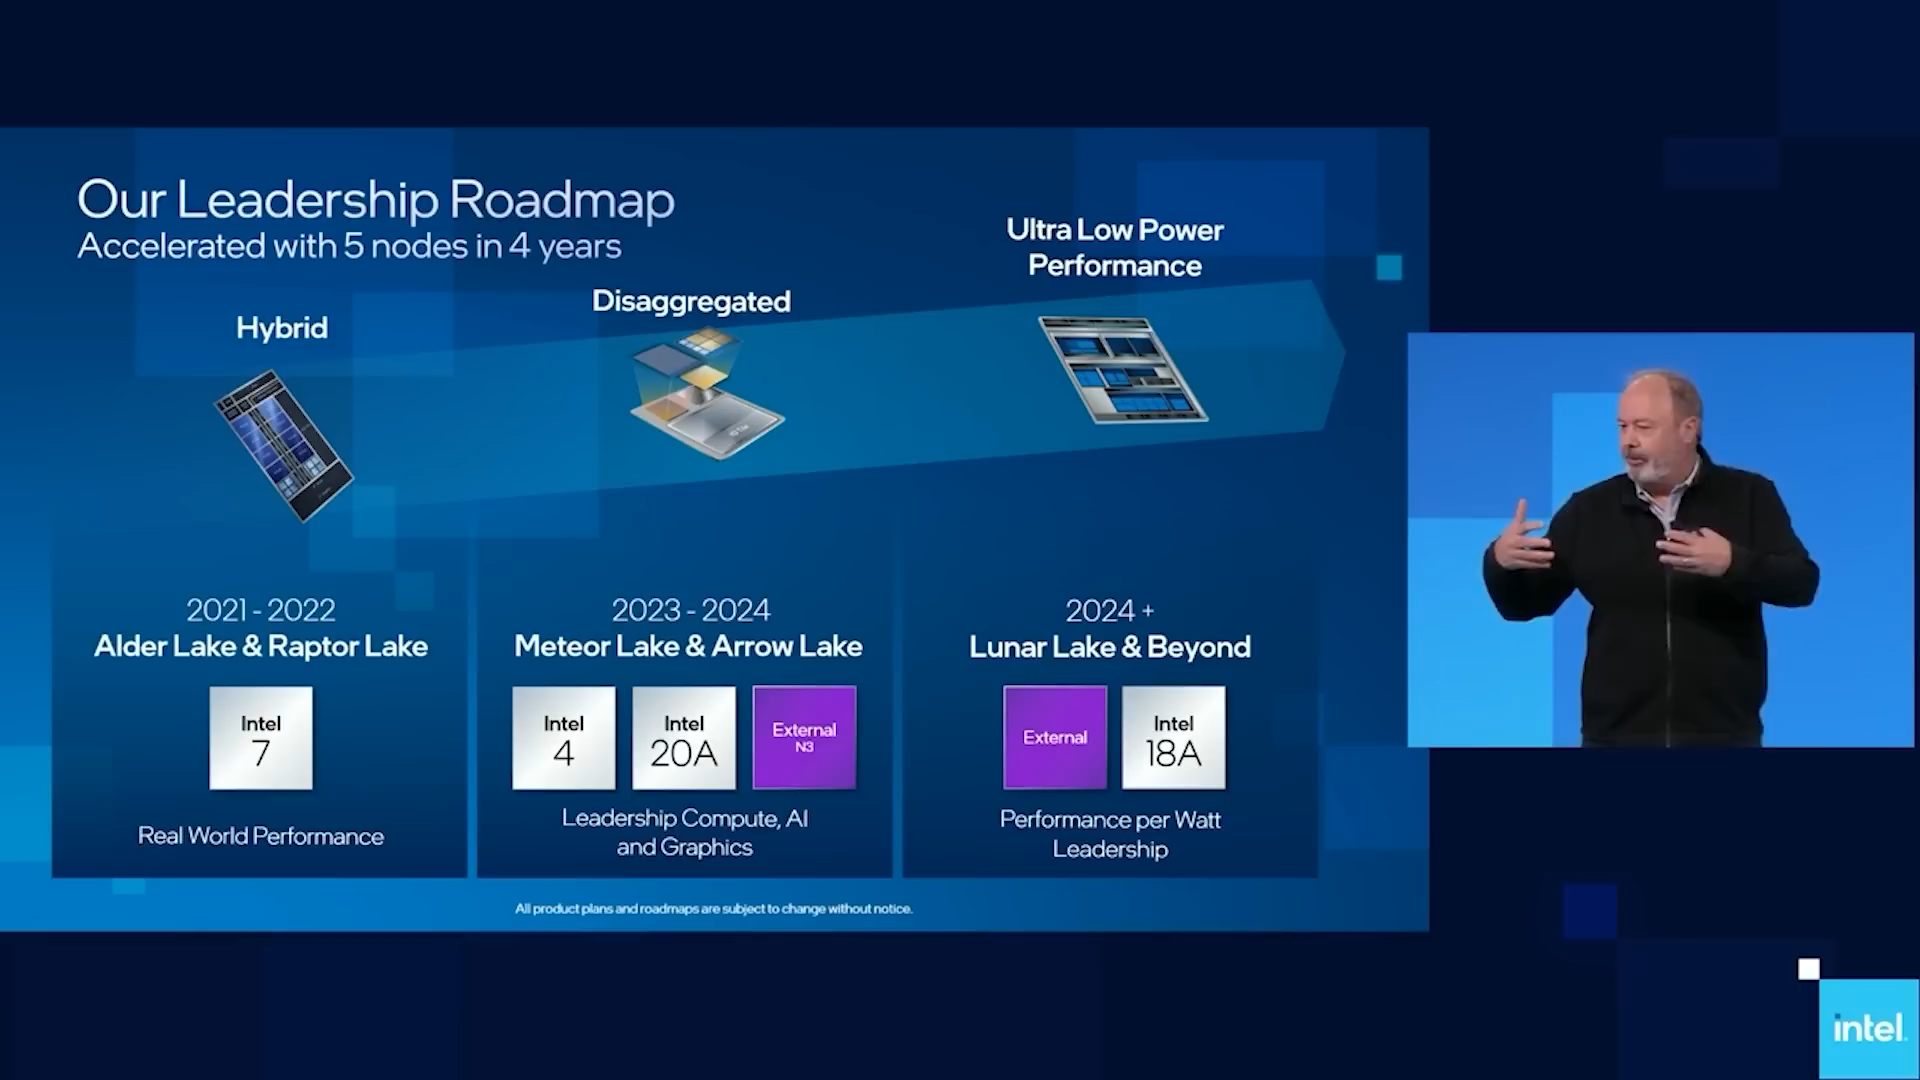 Our Leadership Roadmap
Accelerated with 5 nodes in 4 years
Hybrid
Disaggregated
Ultra Low Power
Performance
2021 - 2022
Alder Lake & Raptor Lake
Intel
7
Real World Performance
2023 - 2024
Meteor Lake & Arrow Lake
Intel
4
Intel
20A
External
N3
Leadership Compute, AI
and Graphics
2024 +
Lunar Lake & Beyond
External
Intel
18A
Performance per Watt
Leadership
All product plans and roadmaps are subject to change without notice.
intel.